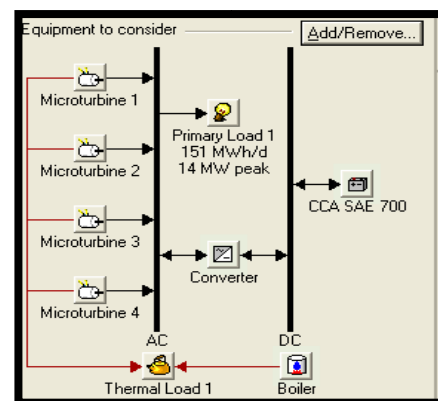 Equipment to consider
Add/Remove...
Microturbine 1
Primary Load 1
151 MWh/d
14 MW peak
Microturbine 2
CCA SAE 700
Microturbine 3
Converter
Microturbine 4
AC
DC
Thermal Load 1
Boiler